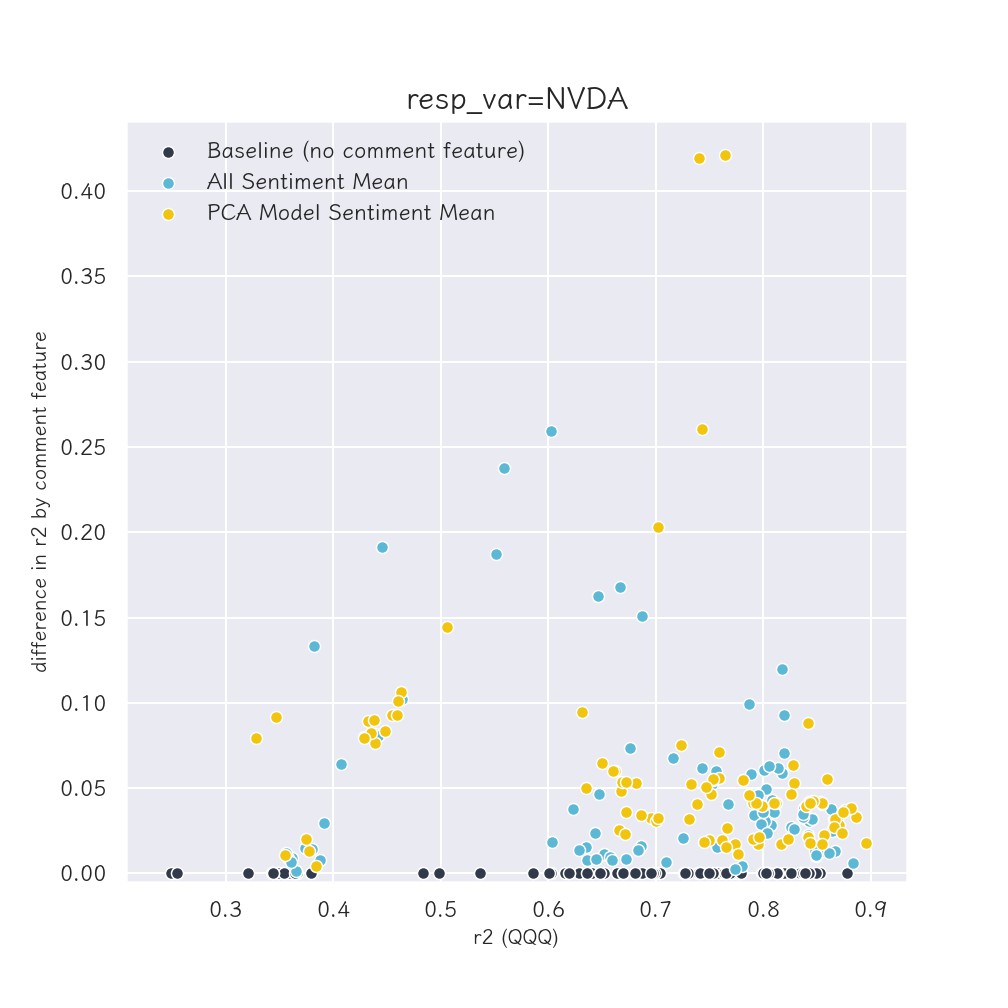 resp_var=NVDA
Baseline (no comment feature)
All Sentiment Mean
PCA Model Sentiment Mean
difference in r2 by comment feature
0.40
0.35
0.30
0.25
0.20
0.15
0.10
0.05
0.00
0.3 0.4 0.5 0.6 0.7 0.8 0.9
r2 (QQQ)